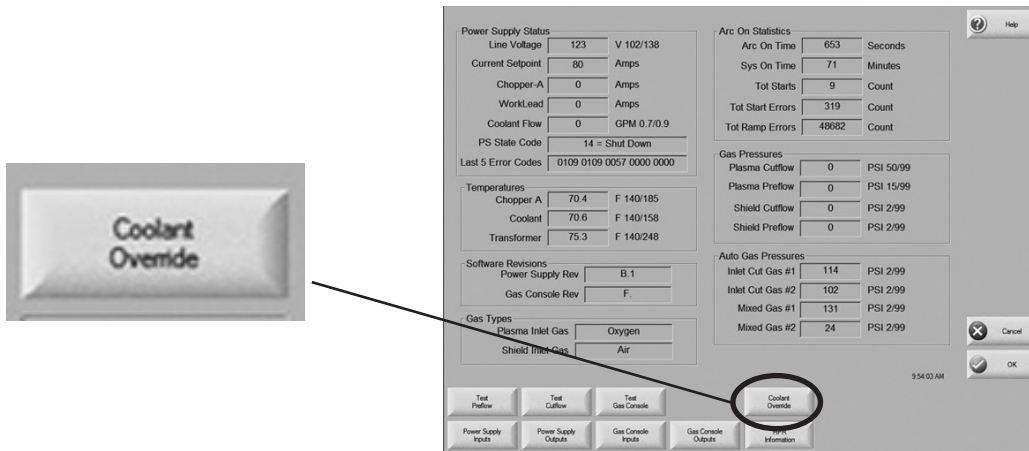 Coolant
Override
Power Supply Status
Line Voltage 123 V 102/138
Current Setpoint 80 Amps
Chopper-A 0 Amps
WorkLead 0 Amps
Coolant Flow 0 GPM 0.7/0.9
PS State Code 14 = Shut Down
Last 5 Error Codes 0109 0109 0057 0000 0000
Temperatures
Chopper A 70.4 F 140/185
Coolant 70.6 F 140/158
Transformer 75.3 F 140/248
Software Revisions
Power Supply Rev B.1
Gas Console Rev F.
Gas Types
Plasma Inlet Gas Oxygen
Shield Inlet Gas Air
Arc On Statistics
Arc On Time 653 Seconds
Sys On Time 71 Minutes
Tot Starts 9 Count
Tot Start Errors 319 Count
Tot Ramp Errors 48682 Count
Gas Pressures
Plasma Cutflow 0 PSI 50/99
Plasma Preflow 0 PSI 15/99
Shield Cutflow 0 PSI 2/99
Shield Preflow 0 PSI 2/99
Auto Gas Pressures
Inlet Cut Gas #1 114 PSI 2/99
Inlet Cut Gas #2 102 PSI 2/99
Mixed Gas #1 131 PSI 2/99
Mixed Gas #2 24 PSI 2/99
Help
Cancel
OK
9:54:03 AM
Test
Preflow
Test
Cutflow
Test
Gas Console
Coolant
Override
Power Supply
Inputs
Power Supply
Outputs
Gas Console
Inputs
Gas Console
Outputs
Information